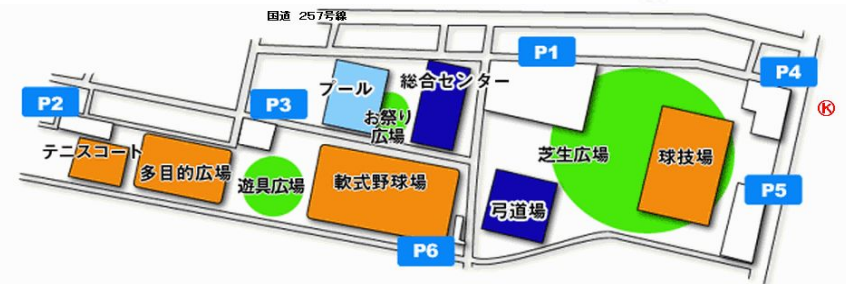 国道 257号線
P1
P4
P2
P3
P5
P6
Ⓚ
プール
総合センター
お祭り
広場
テニスコート
多目的広場
遊具広場
軟式野球場
芝生広場
球技場
弓道場